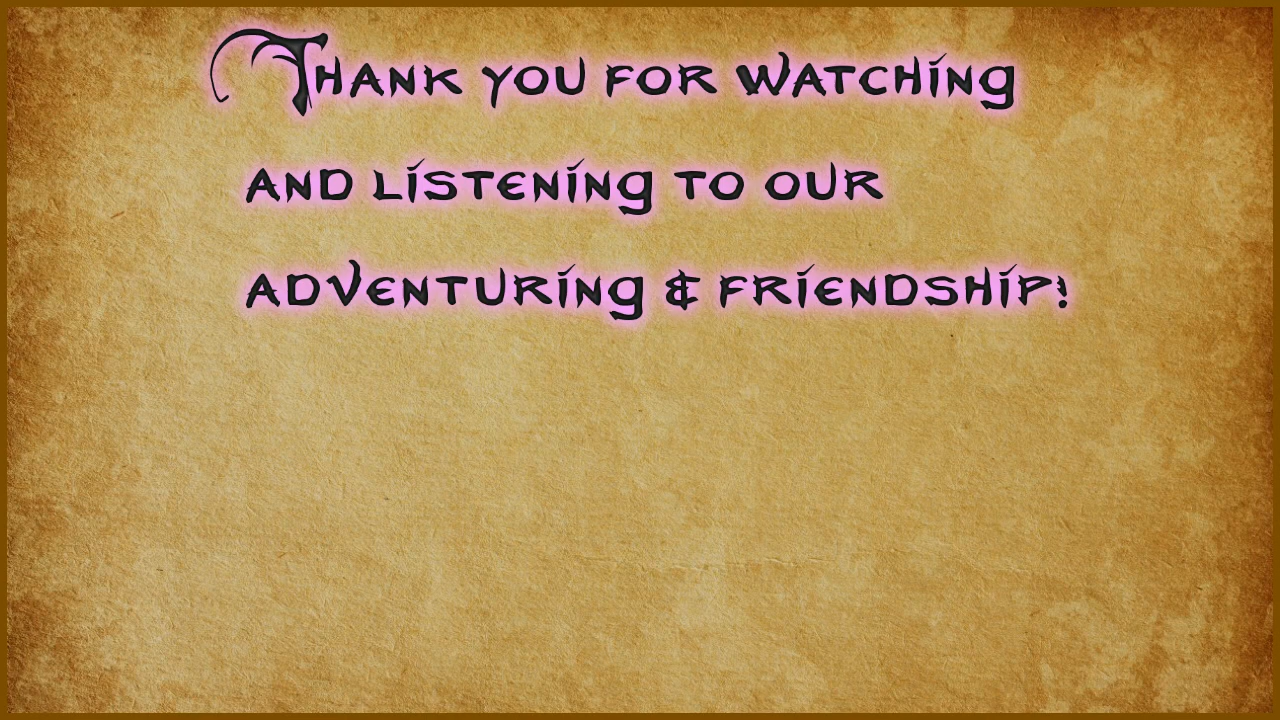 Thank you for watching
and listening to our
adventuring & friendship!